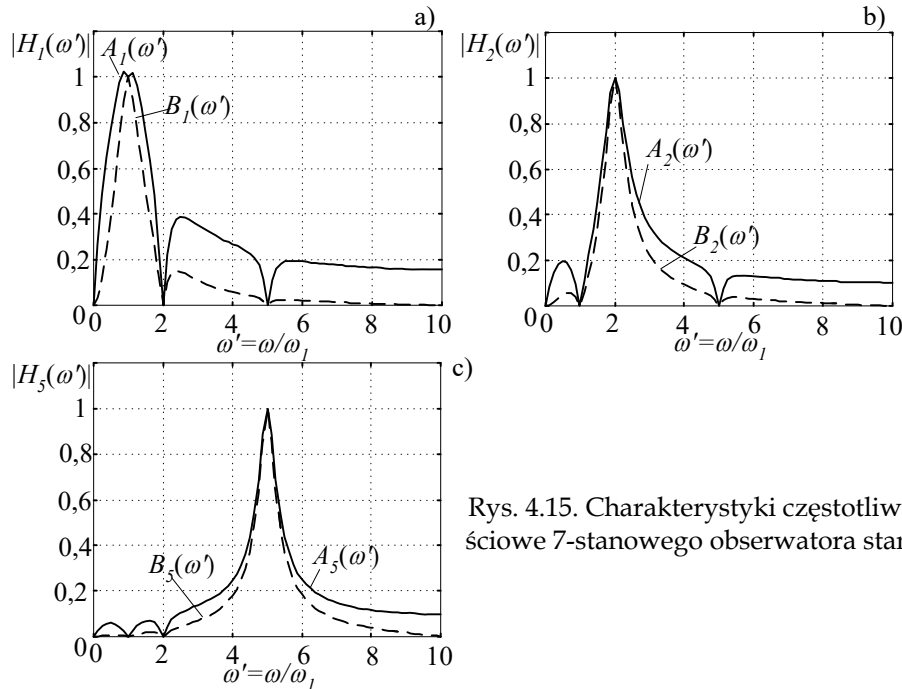 a)
|H1(ω')|
A1(ω')
B1(ω')
1
0,8
0,6
0,4
0,2
0
0 2 4 6 8 10
ω'=ω/ω1
b)
|H2(ω')|
A2(ω')
B2(ω')
1
0,8
0,6
0,4
0,2
0
0 2 4 6 8 10
ω'=ω/ω1
c)
|H5(ω')|
B5(ω')
A5(ω')
1
0,8
0,6
0,4
0,2
0
0 2 4 6 8 10
ω'=ω/ω1
Rys. 4.15. Charakterystyki częstotliw
ściowe 7-stanowego obserwatora